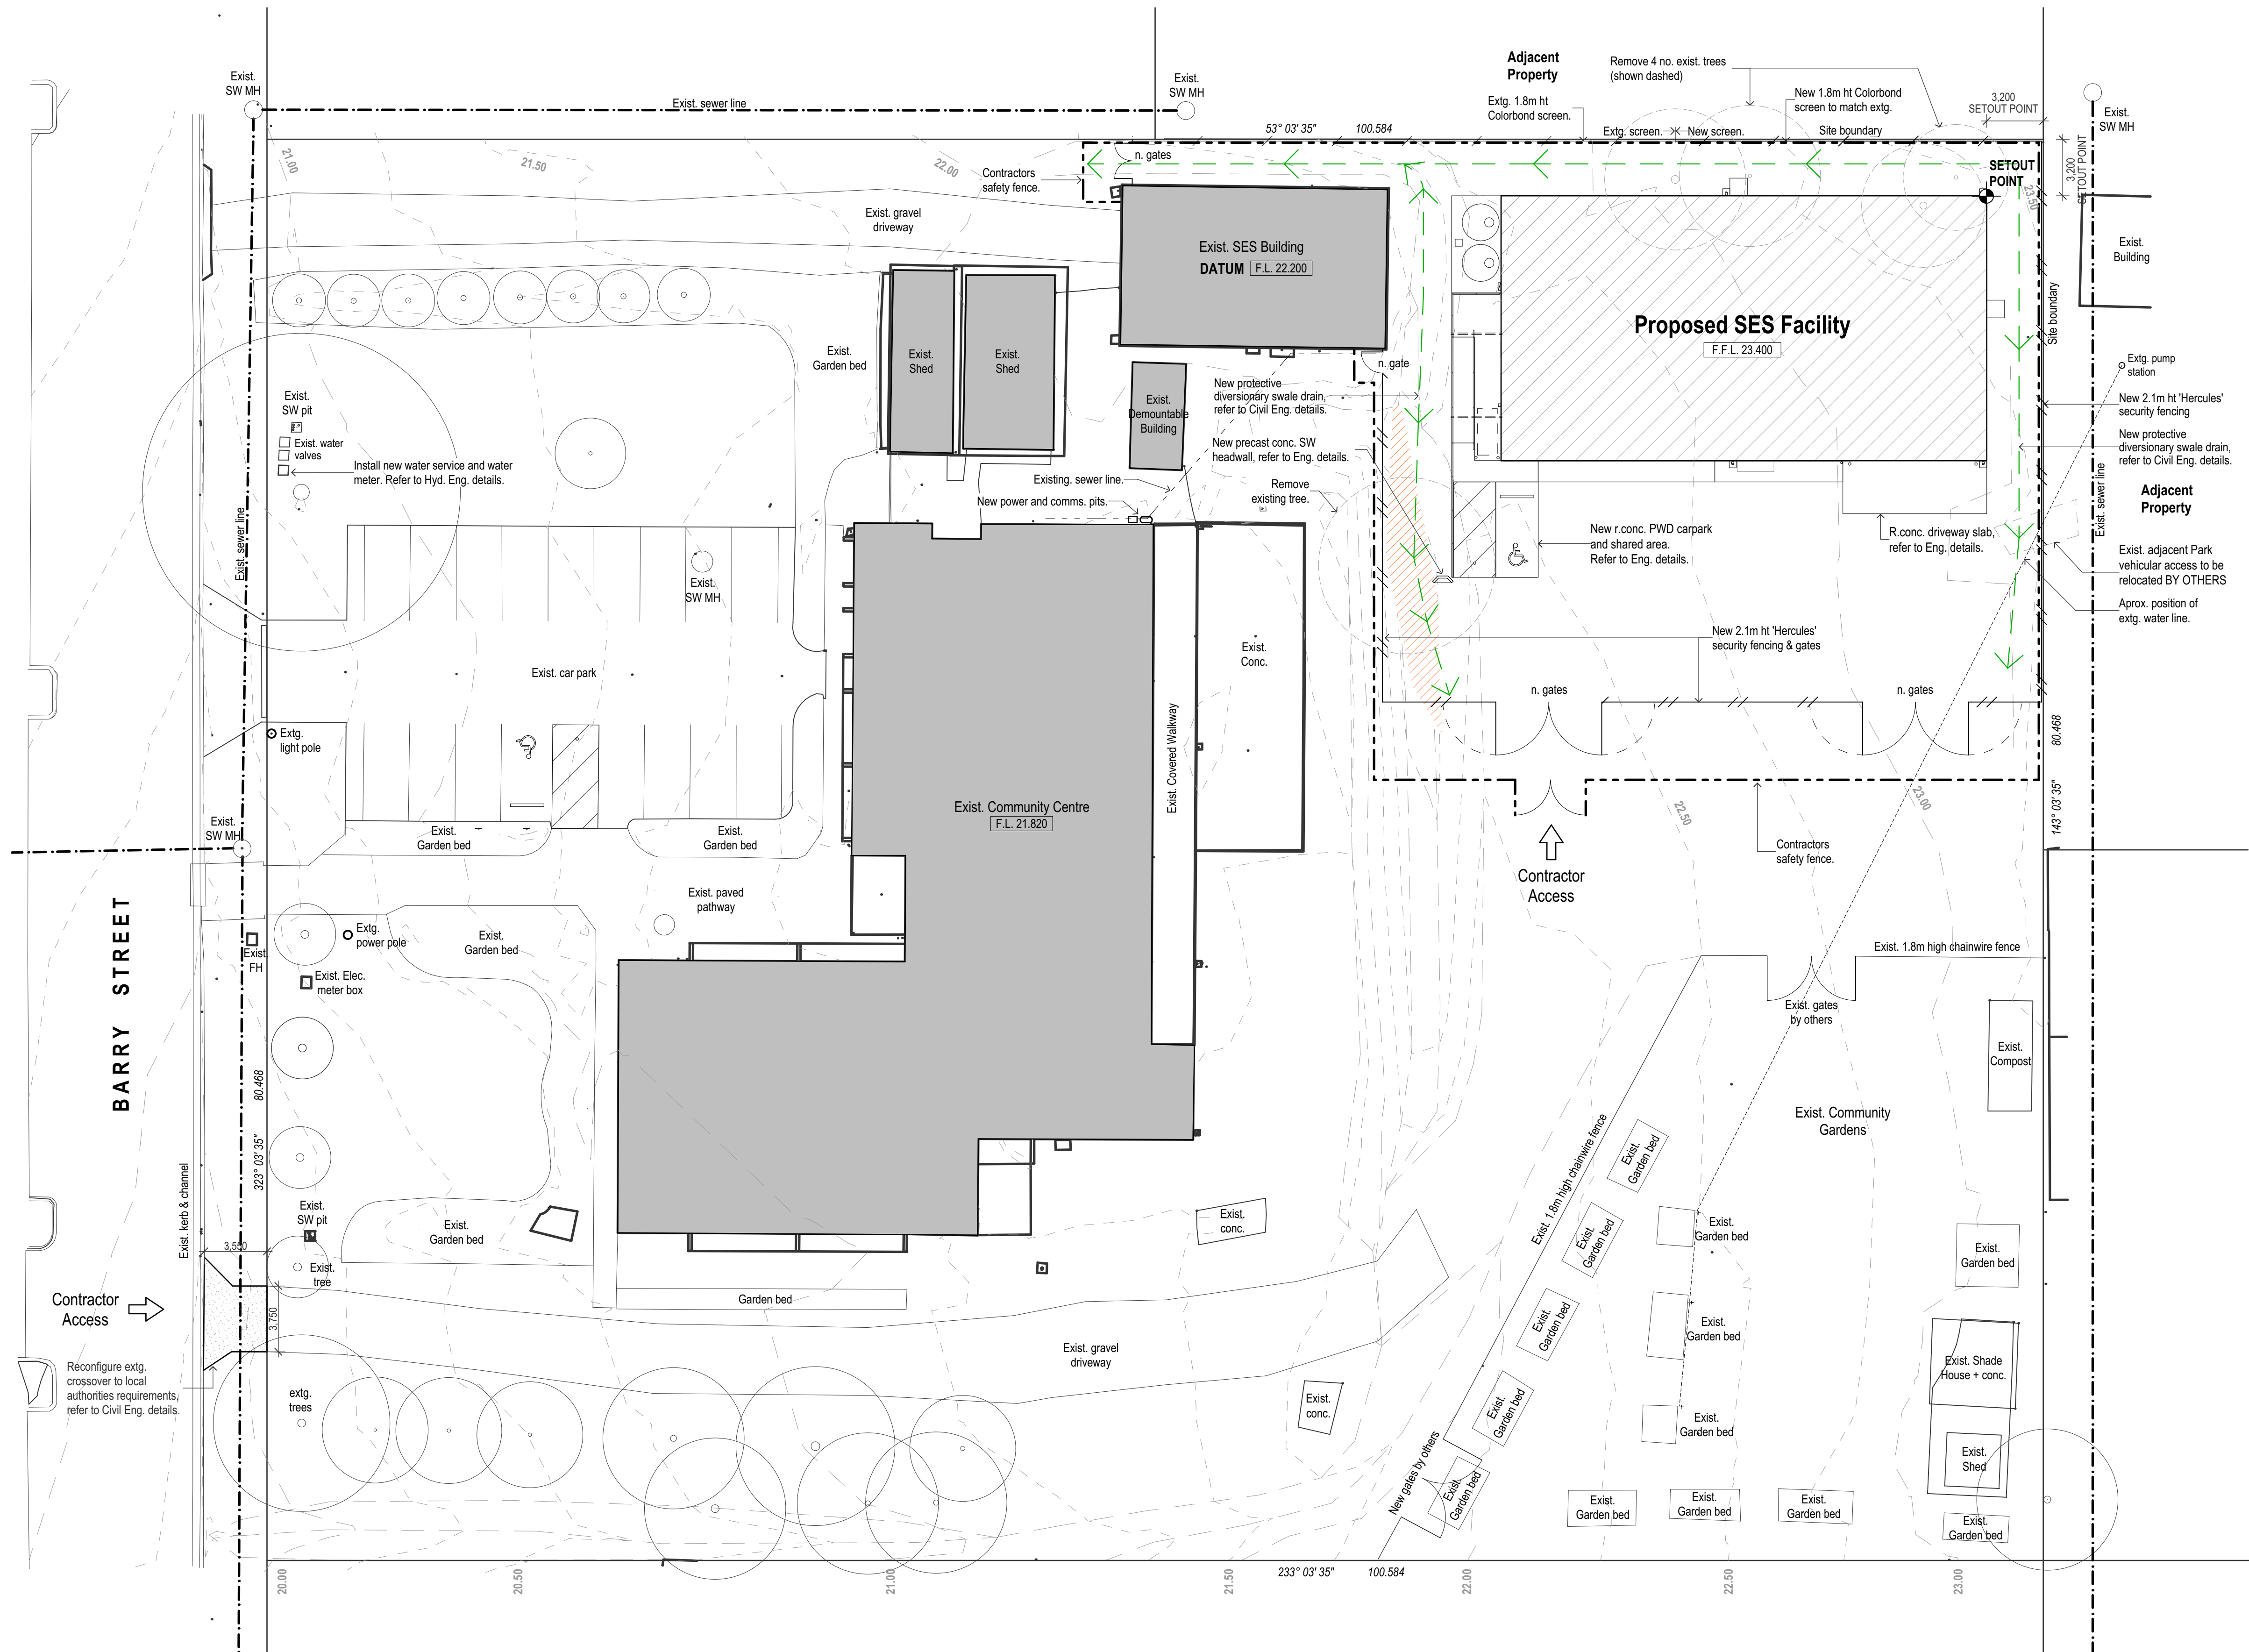 Adjacent
Property
Remove 4 no. exist. trees
(shown dashed)
Exist.
SW MH
Exist. sewer line
Exist.
SW MH
Extg. 1.8m ht
Colorbond screen.
New 1.8m ht Colorbond
screen to match extg.
3,200
SETOUT POINT
Exist.
SW MH
53° 03' 35"
100.584
Extg. screen.
New screen.
Site boundary
3,200
SETOUT POINT
21.00
21.50
22.00
n. gates
Contractors
safety fence.
SETOUT
POINT
23.50
Exist. gravel
driveway
Exist. SES Building
DATUM
F.L. 22.200
Exist.
Building
Site boundary
Proposed SES Facility
F.F.L. 23.400
Exist.
Garden bed
Exist.
Shed
Exist.
Shed
n. gate
Extg. pump
station
Exist.
SW pit
Exist. water
valves
Install new water service and water
meter. Refer to Hyd. Eng. details.
Exist.
Demountable
Building
New protective
diversionary swale drain,
refer to Civil Eng. details.
New precast conc. SW
headwall, refer to Eng. details.
New 2.1m ht 'Hercules'
security fencing
New protective
diversionary swale drain,
refer to Civil Eng. details.
Existing. sewer line.
New power and comms. pits.
Remove
existing tree.
Adjacent
Property
Exist. sewer line
Exist. sewer line
New r.conc. PWD carpark
and shared area.
Refer to Eng. details.
R.conc. driveway slab,
refer to Eng. details.
Exist. adjacent Park
vehicular access to be
relocated BY OTHERS
Aprox. position of
extg. water line.
Exist.
SW MH
Exist. car park
Exist.
Conc.
New 2.1m ht 'Hercules'
security fencing & gates
n. gates
n. gates
Extg.
light pole
Exist. Covered Walkway
80.468
143° 03' 35"
Exist. Community Centre
F.L. 21.820
22.50
23.00
Exist.
SW MH
Exist.
Garden bed
Exist.
Garden bed
Contractors
safety fence.
Contractor
Access
BARRY STREET
Exist. paved
pathway
Extg.
power pole
Exist.
FH
Exist.
Garden bed
Exist. Elec.
meter box
Exist. 1.8m high chainwire fence
Exist. gates
by others
Exist.
Compost
80.468
323° 03' 35"
Exist. Community
Gardens
Exist. 1.8m high chainwire fence
Exist.
Garden bed
Exist. kerb & channel
Exist.
SW pit
Exist.
Garden bed
Exist.
conc.
Exist.
Garden bed
Exist.
Garden bed
Exist.
Garden bed
3,550
Exist.
tree
Contractor
Access
3,750
Garden bed
Exist.
Garden bed
Exist.
Garden bed
Exist. gravel
driveway
Reconfigure extg.
crossover to local
authorities requirements,
refer to Civil Eng. details.
extg.
trees
Exist.
conc.
Exist. Shade
House + conc.
Exist.
Garden bed
Exist.
Garden bed
New gates by others
Exist.
Garden bed
Exist.
Shed
Exist.
Garden bed
Exist.
Garden bed
Exist.
Garden bed
Exist.
Garden bed
233° 03' 35"
100.584
20.00
20.50
21.00
21.50
22.00
22.50
23.00